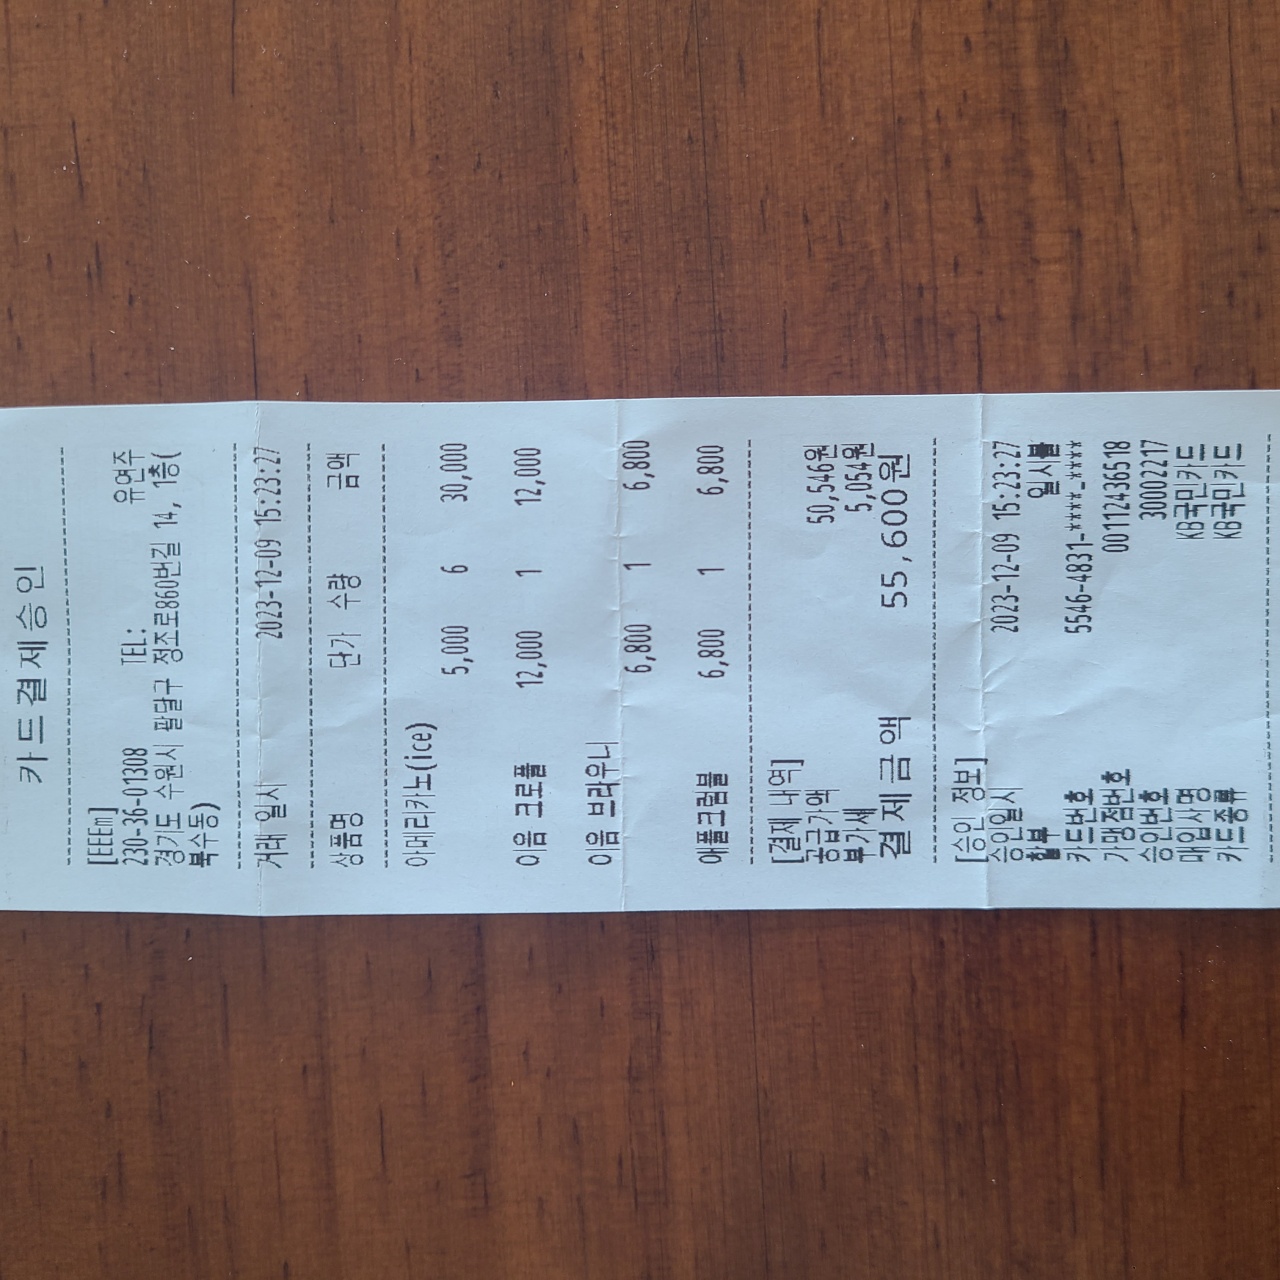 카드결제승인
[EEEm]
230-36-01308 TEL: 유연주
경기도 수원시 팔달구 정조로860번길 14, 1층(
북수동)
거래 일시 2023-12-09 15:23:27
상품명 단가 수량 금액
아메리카노(ice)
5,000 6 30,000
이음 크로플
12,000 1 12,000
이음 브라우니
6,800 1 6,800
애플크럼블
6,800 1 6,800
[결제 내역]
공급가액 50,546원
부가세 5,054원
결제금액 55,600원
[승인 정보]
승인일시 2023-12-09 15:23:27
할부 일시불
카드번호 5546-4831-****-****
가맹점번호 00112436518
승인번호 30002217
매입사명 KB국민카드
카드종류 KB국민카드